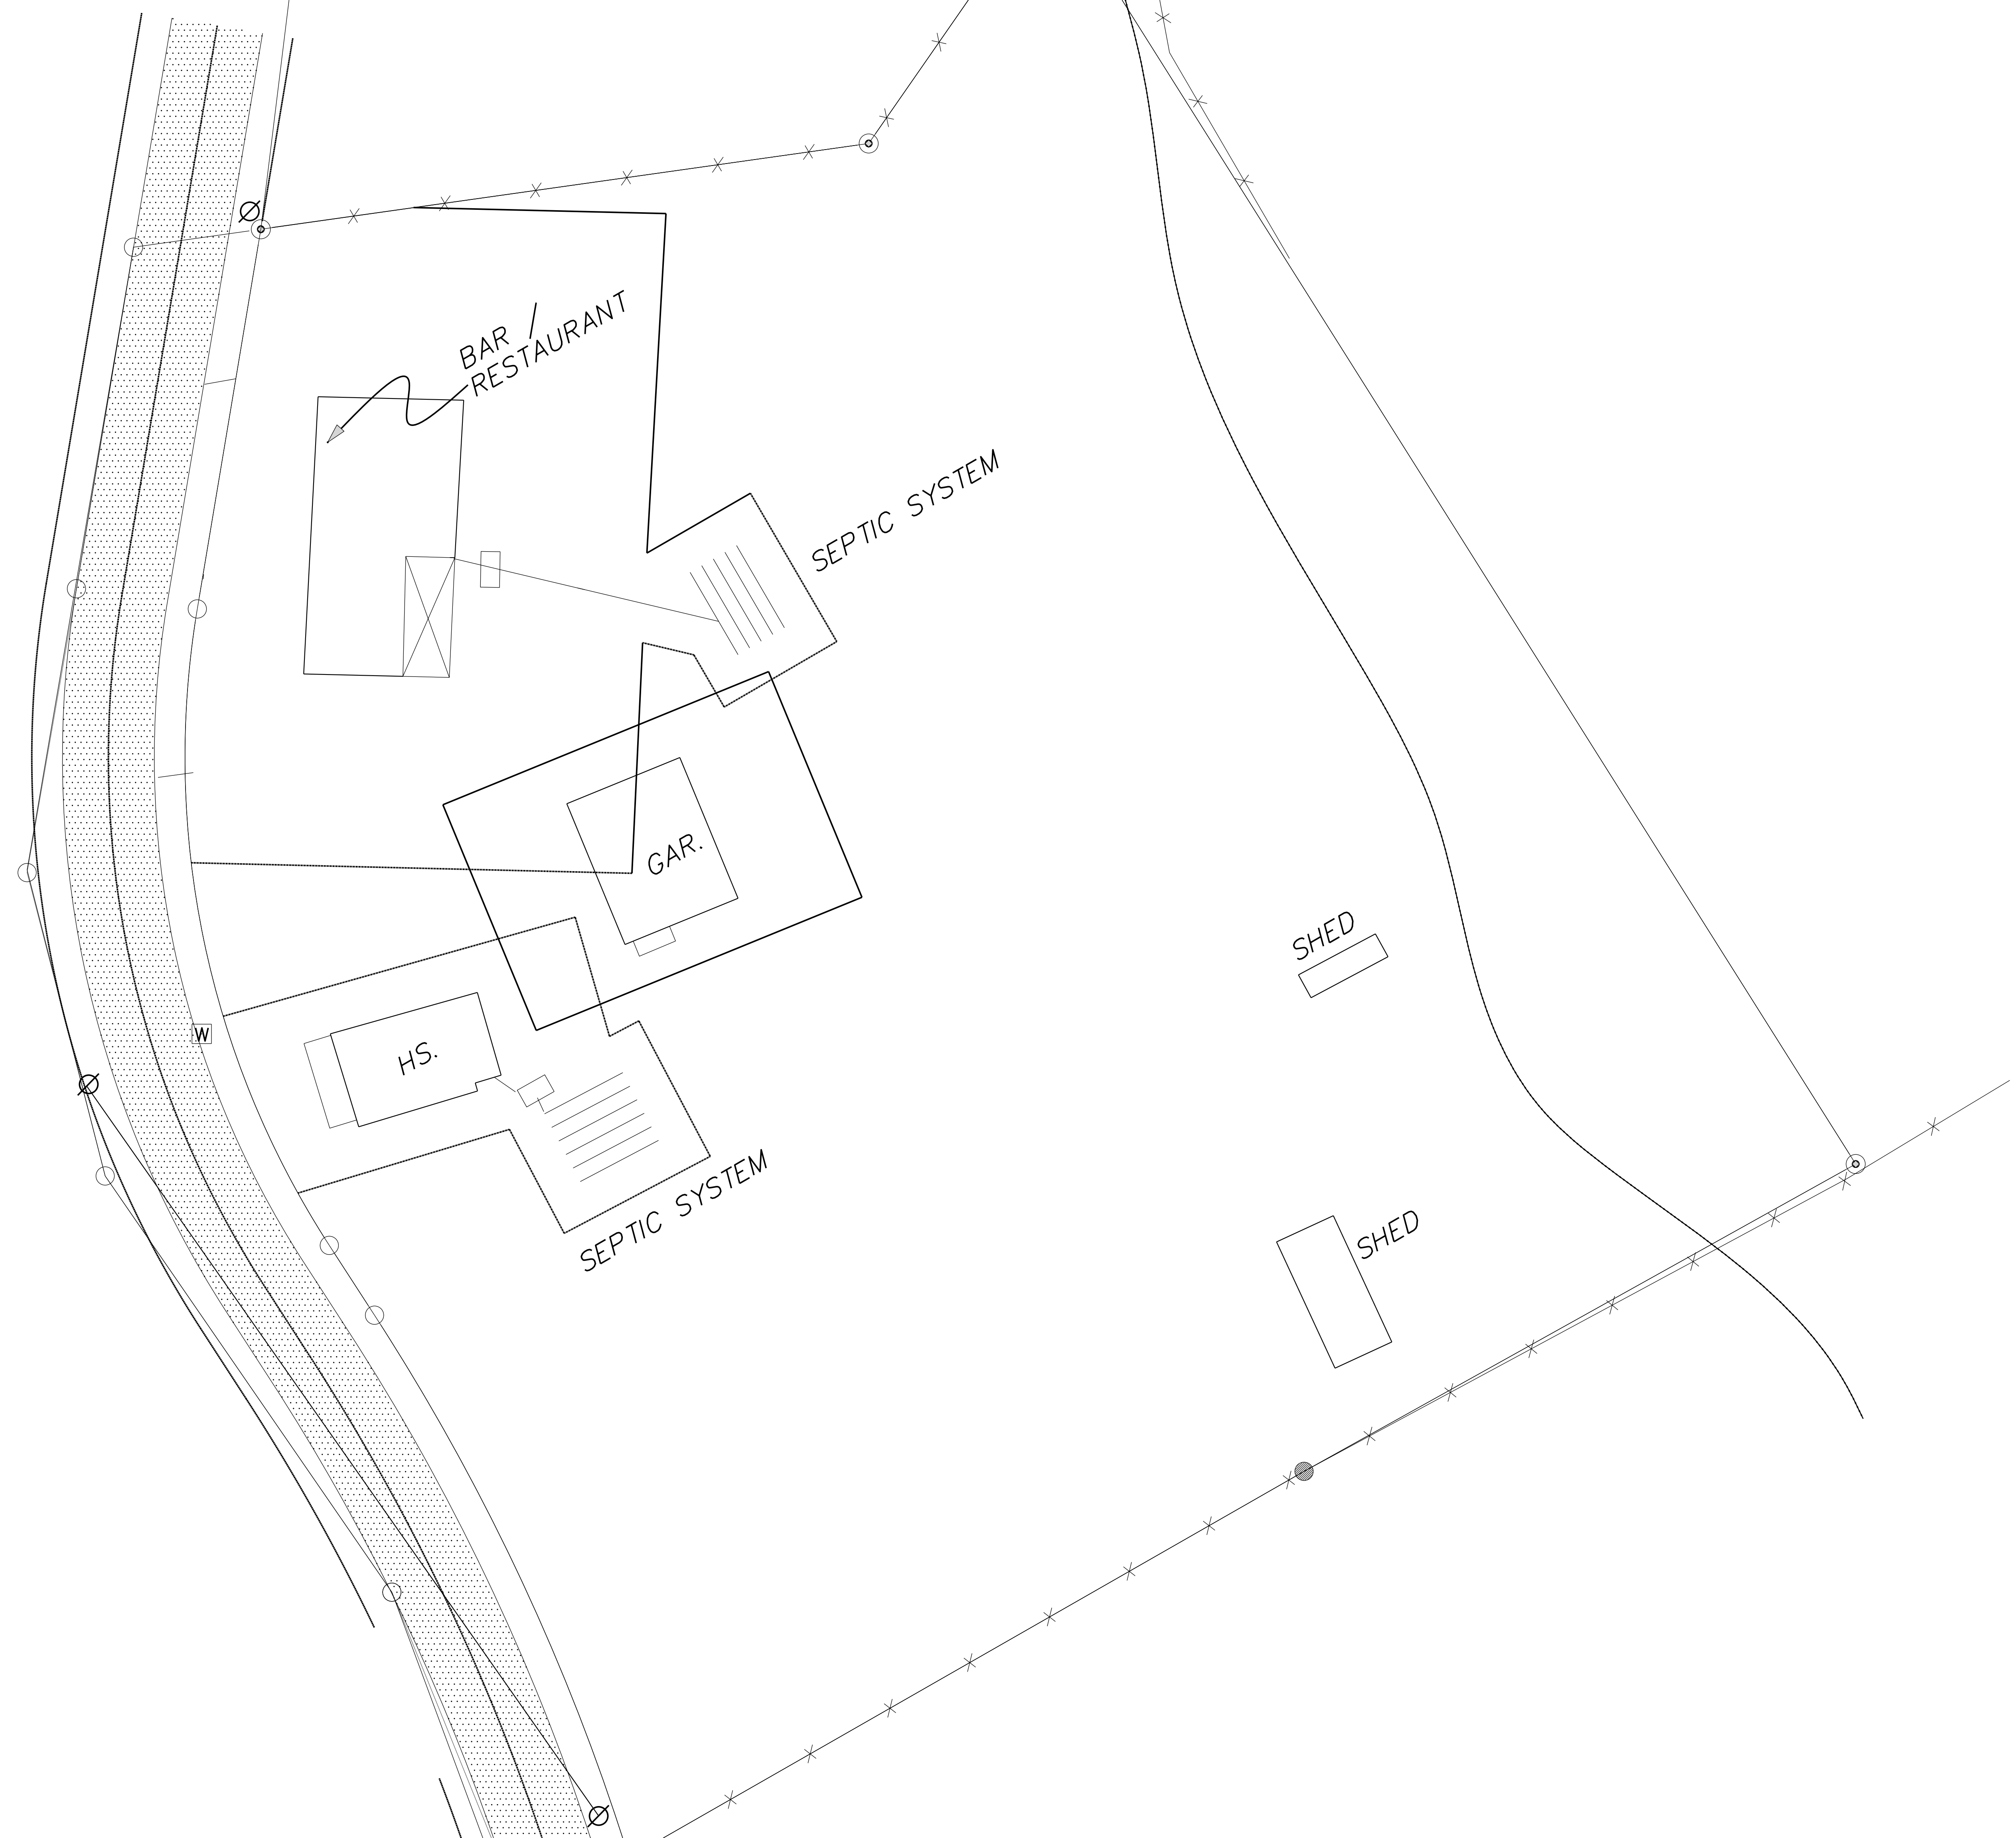 BAR /
RESTAURANT
SEPTIC SYSTEM
GAR.
SHED
W
HS.
SEPTIC SYSTEM
SHED